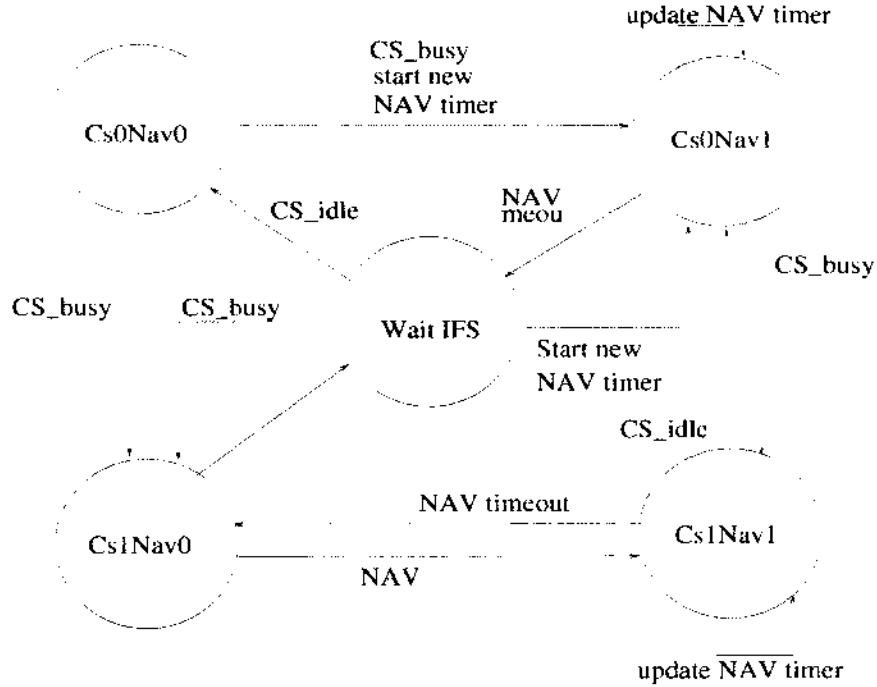 update NAV timer
CS_busy
start new
NAV timer
Cs0Nav0
Cs0Nav1
CS_idle
NAV
meou
CS_busy
CS_busy
CS_busy
Wait IFS
Start new
NAV timer
CS_idle
NAV timeout
Cs1Nav0
Cs1Nav1
NAV
update NAV timer